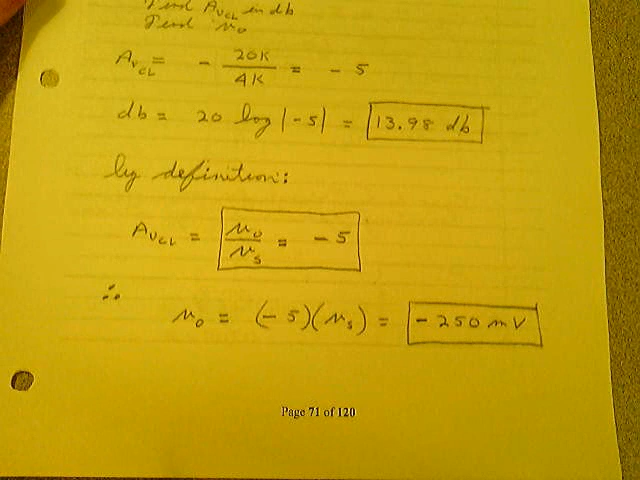 Find AVCL in db
Find vo
AVCL = - 20K / 4K = - 5
db = 20 log |-5| = 13.98 db
by definition:
AVCL = vo / vs = - 5
∴
vo = (-5)(vs) = - 250 mV
Page 71 of 120